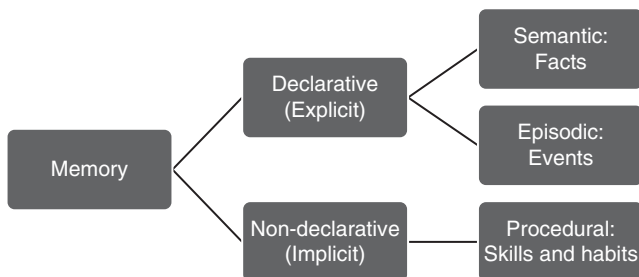 Memory
Declarative
(Explicit)
Semantic:
Facts
Episodic:
Events
Non-declarative
(Implicit)
Procedural:
Skills and habits